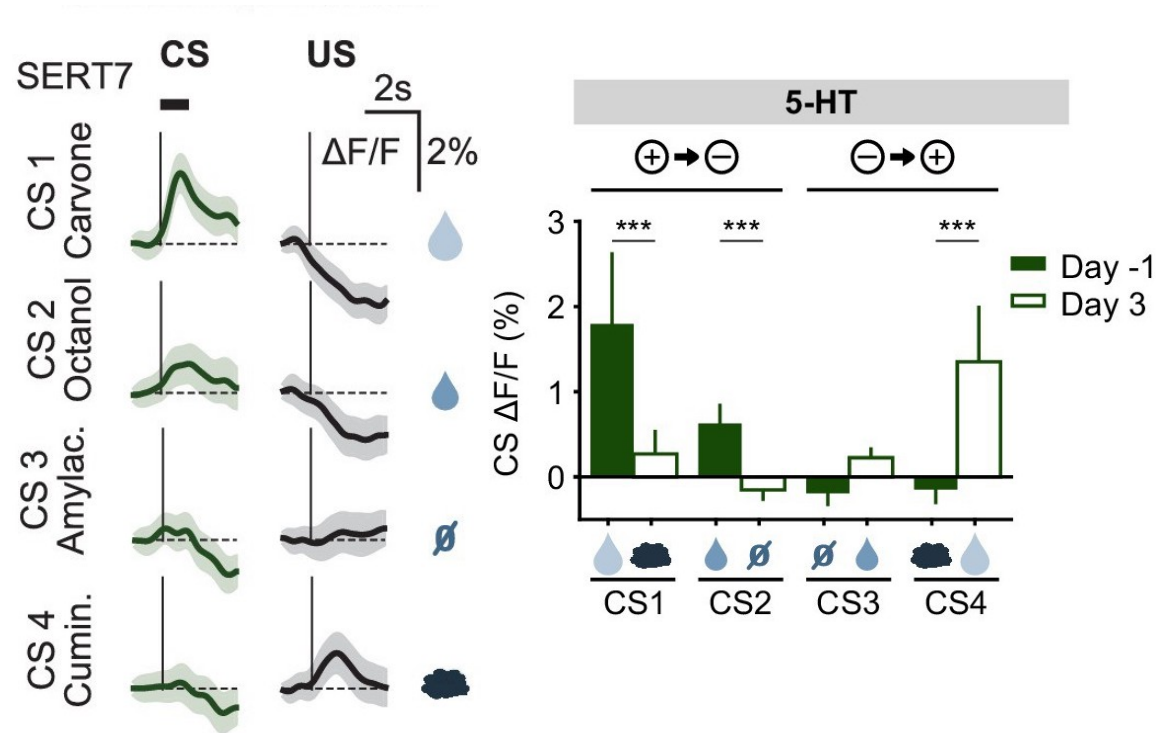 SERT7
CS
US
2s
ΔF/F
2%
CS 1
Carvone
CS 2
Octanol
CS 3
Amylac.
CS 4
Cumin.
ø
5-HT
+ → −
− → +
3
2
1
0
CS ΔF/F (%)
***
***
***
Day -1
Day 3
ø
ø
CS1
CS2
CS3
CS4